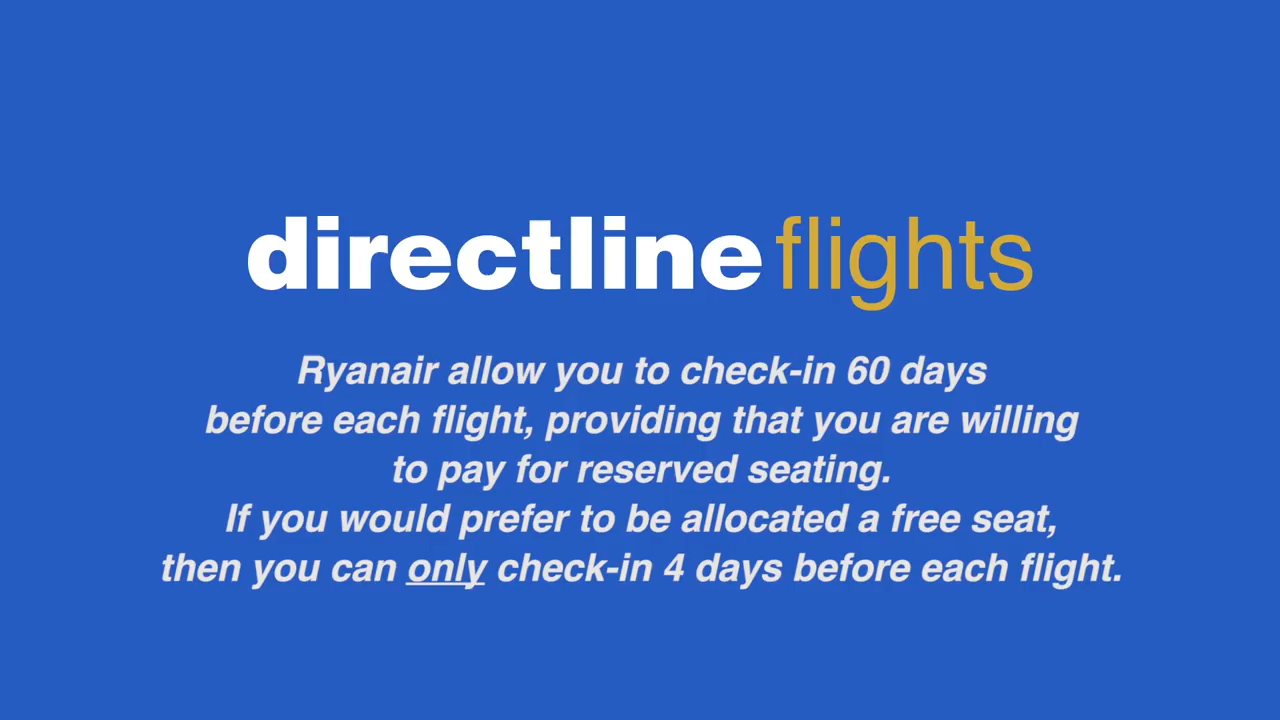 directline flights
Ryanair allow you to check-in 60 days
before each flight, providing that you are willing
to pay for reserved seating.
If you would prefer to be allocated a free seat,
then you can only check-in 4 days before each flight.